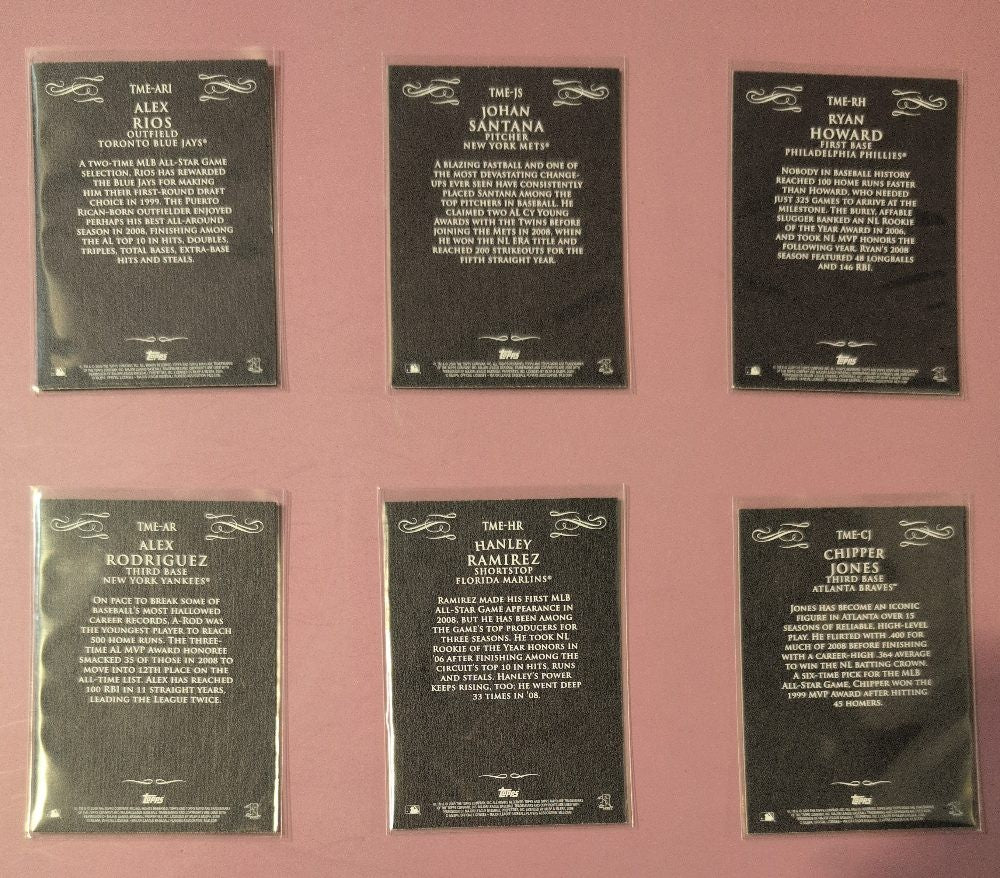 TME-ARI
ALEX
RIOS
OUTFIELD
TORONTO BLUE JAYS®
A TWO-TIME MLB ALL-STAR GAME
SELECTION, RIOS HAS REWARDED
THE BLUE JAYS FOR MAKING
HIM THEIR FIRST-ROUND DRAFT
CHOICE IN 1999. THE PUERTO
RICAN-BORN OUTFIELDER ENJOYED
PERHAPS HIS BEST ALL-AROUND
SEASON IN 2008, FINISHING AMONG
THE AL TOP 10 IN HITS, DOUBLES,
TRIPLES, TOTAL BASES, EXTRA-BASE
HITS AND STEALS.
Topps
TME-JS
JOHAN
SANTANA
PITCHER
NEW YORK METS®
A BLAZING FASTBALL AND ONE OF
THE MOST DEVASTATING CHANGE-
UPS EVER SEEN HAVE CONSISTENTLY
PLACED SANTANA AMONG THE
TOP PITCHERS IN BASEBALL. HE
CLAIMED TWO AL CY YOUNG
AWARDS WITH THE TWINS BEFORE
JOINING THE METS IN 2008, WHEN
HE WON THE NL ERA TITLE AND
REACHED 200 STRIKEOUTS FOR THE
FIFTH STRAIGHT YEAR.
Topps
TME-RH
RYAN
HOWARD
FIRST BASE
PHILADELPHIA PHILLIES®
NOBODY IN BASEBALL HISTORY
REACHED 100 HOME RUNS FASTER
THAN HOWARD, WHO NEEDED
JUST 325 GAMES TO ARRIVE AT THE
MILESTONE. THE BURLY, AFFABLE
SLUGGER BANKED AN NL ROOKIE
OF THE YEAR AWARD IN 2006,
AND TOOK NL MVP HONORS THE
FOLLOWING YEAR. RYAN'S 2008
SEASON FEATURED 48 LONGBALLS
AND 146 RBI.
Topps
TME-AR
ALEX
RODRIGUEZ
THIRD BASE
NEW YORK YANKEES®
ON PACE TO BREAK SOME OF
BASEBALL'S MOST HALLOWED
CAREER RECORDS, A-ROD WAS
THE YOUNGEST PLAYER TO REACH
500 HOME RUNS. THE THREE-
TIME AL MVP AWARD HONOREE
SMACKED 35 OF THOSE IN 2008 TO
MOVE INTO 12TH PLACE ON THE
ALL-TIME LIST. ALEX HAS REACHED
100 RBI IN 11 STRAIGHT YEARS,
LEADING THE LEAGUE TWICE.
Topps
TME-HR
HANLEY
RAMIREZ
SHORTSTOP
FLORIDA MARLINS®
RAMIREZ MADE HIS FIRST MLB
ALL-STAR GAME APPEARANCE IN
2008, BUT HE HAS BEEN AMONG
THE GAME'S TOP PRODUCERS FOR
THREE SEASONS. HE TOOK NL
ROOKIE OF THE YEAR HONORS IN
'06 AFTER FINISHING AMONG THE
CIRCUIT'S TOP 10 IN HITS, RUNS
AND STEALS. HANLEY'S POWER
KEEPS RISING, TOO; HE WENT DEEP
33 TIMES IN '08.
Topps
TME-CJ
CHIPPER
JONES
THIRD BASE
ATLANTA BRAVES™
JONES HAS BECOME AN ICONIC
FIGURE IN ATLANTA OVER 15
SEASONS OF RELIABLE, HIGH-LEVEL
PLAY. HE FLIRTED WITH .400 FOR
MUCH OF 2008 BEFORE FINISHING
WITH A CAREER-HIGH .364 AVERAGE
TO WIN THE NL BATTING CROWN.
A SIX-TIME PICK FOR THE MLB
ALL-STAR GAME, CHIPPER WON THE
1999 MVP AWARD AFTER HITTING
45 HOMERS.
Topps